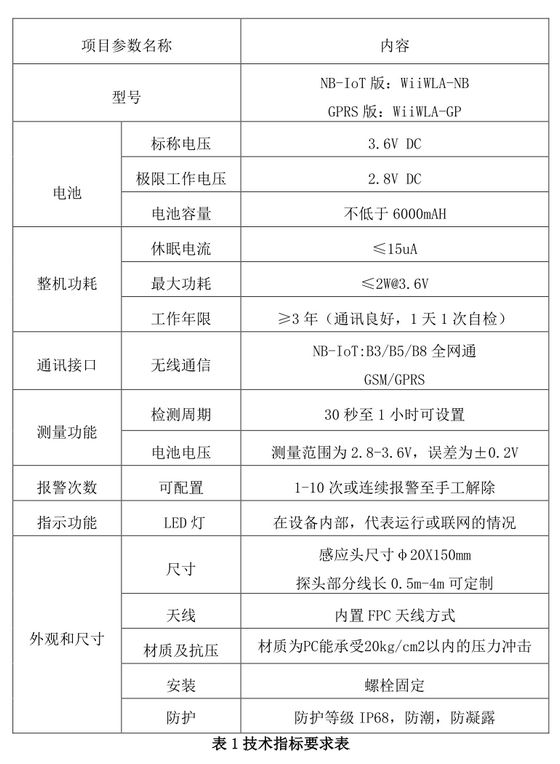 项目参数名称 内容
型号 NB-IoT 版：WiiWLA-NB
GPRS 版：WiiWLA-GP
电池 标称电压 3.6V DC
极限工作电压 2.8V DC
电池容量 不低于 6000mAH
整机功耗 休眠电流 ≤15uA
最大功耗 ≤2W@3.6V
工作年限 ≥3 年（通讯良好，1 天 1 次自检）
通讯接口 无线通信 NB-IoT:B3/B5/B8 全网通
GSM/GPRS
测量功能 检测周期 30 秒至 1 小时可设置
电池电压 测量范围为 2.8-3.6V，误差为±0.2V
报警次数 可配置 1-10 次或连续报警至手工解除
指示功能 LED 灯 在设备内部，代表运行或联网的情况
外观和尺寸 尺寸 感应头尺寸φ20X150mm
探头部分线长 0.5m-4m 可定制
天线 内置 FPC 天线方式
材质及抗压 材质为PC能承受20kg/cm2以内的压力冲击
安装 螺栓固定
防护 防护等级 IP68，防潮，防凝露
表 1 技术指标要求表